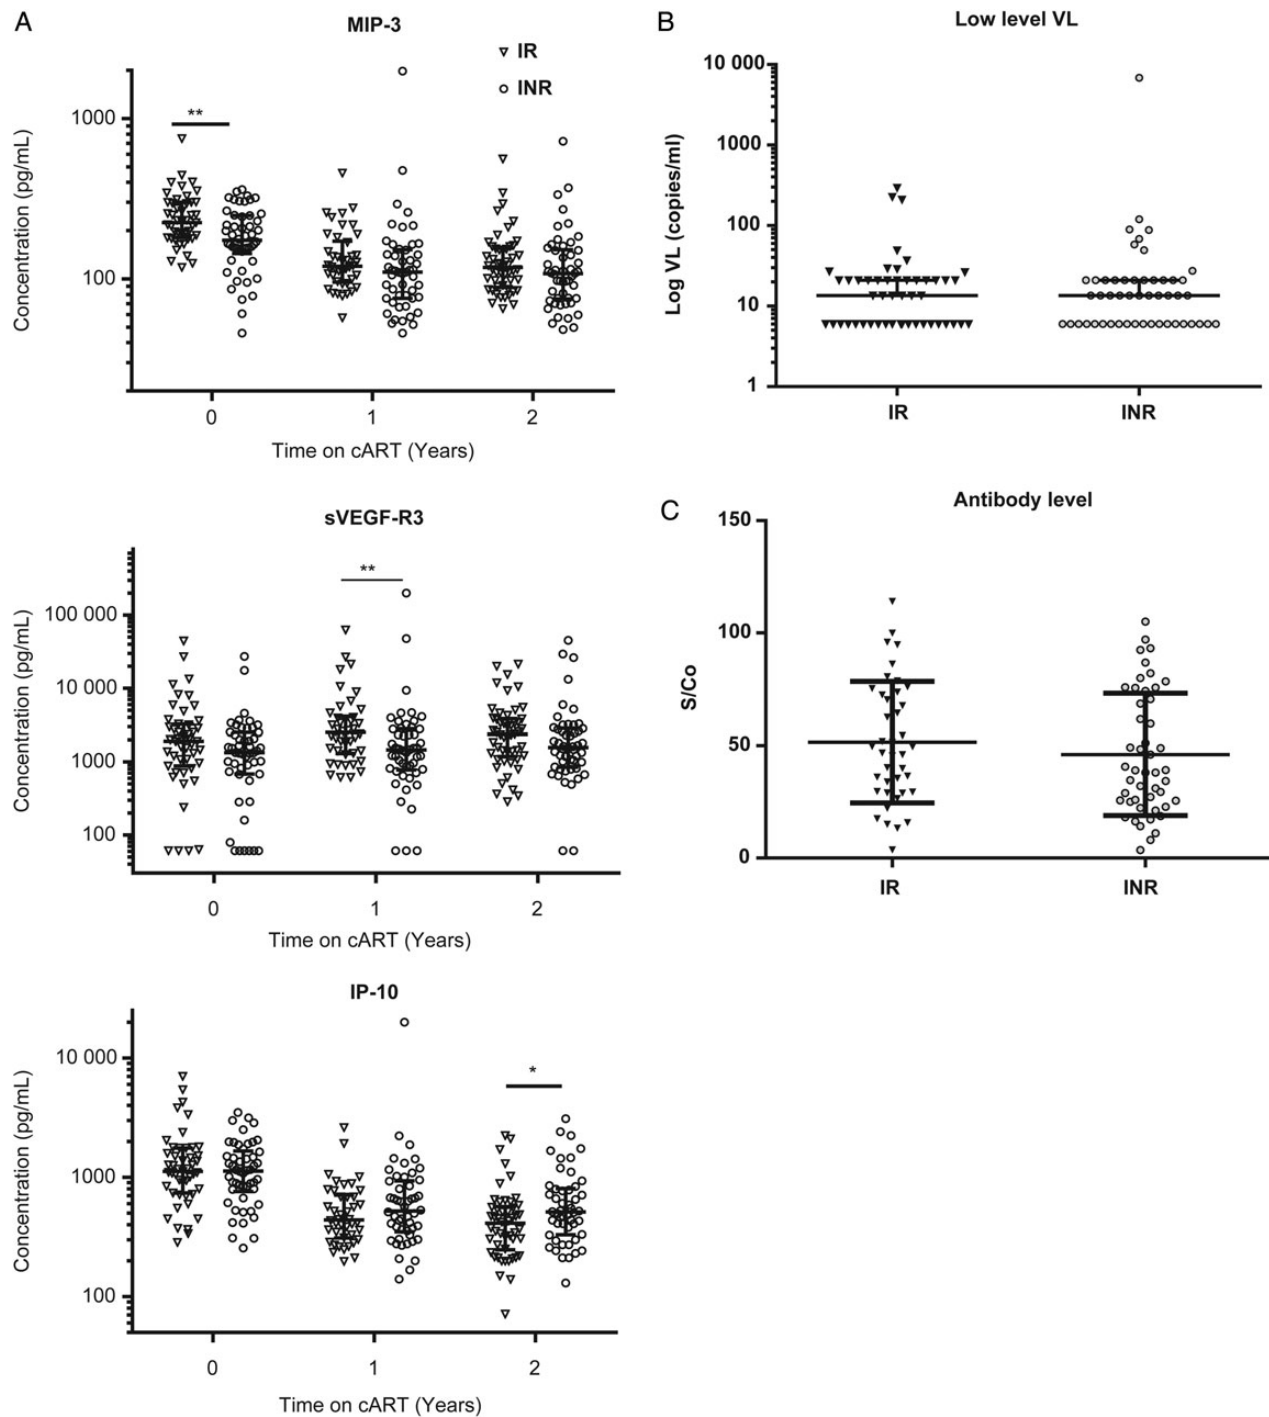 A
MIP-3
IR
INR
**
Concentration (pg/mL)
1000
100
0 1 2
Time on cART (Years)
sVEGF-R3
**
Concentration (pg/mL)
100 000
10 000
1000
100
0 1 2
Time on cART (Years)
IP-10
*
Concentration (pg/mL)
10 000
1000
100
0 1 2
Time on cART (Years)
B
Low level VL
Log VL (copies/ml)
10 000
1000
100
10
1
IR INR
C
Antibody level
S/Co
150
100
50
0
IR INR